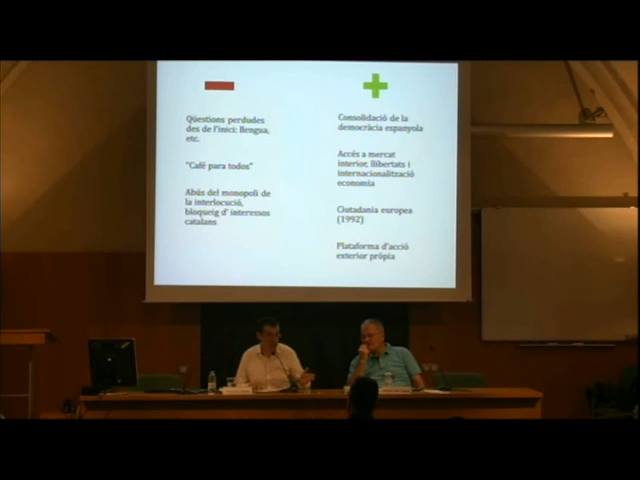 Qüestions perdudes
des de l'inici: llengua,
etc.
"Café para todos"
Abús del monopoli de
la interlocució,
bloqueig d' interessos
catalans
Consolidació de la
democràcia espanyola
Accés a mercat
interior, llibertats i
internacionalització
economia
Ciutadania europea
(1992)
Plataforma d'acció
exterior pròpia